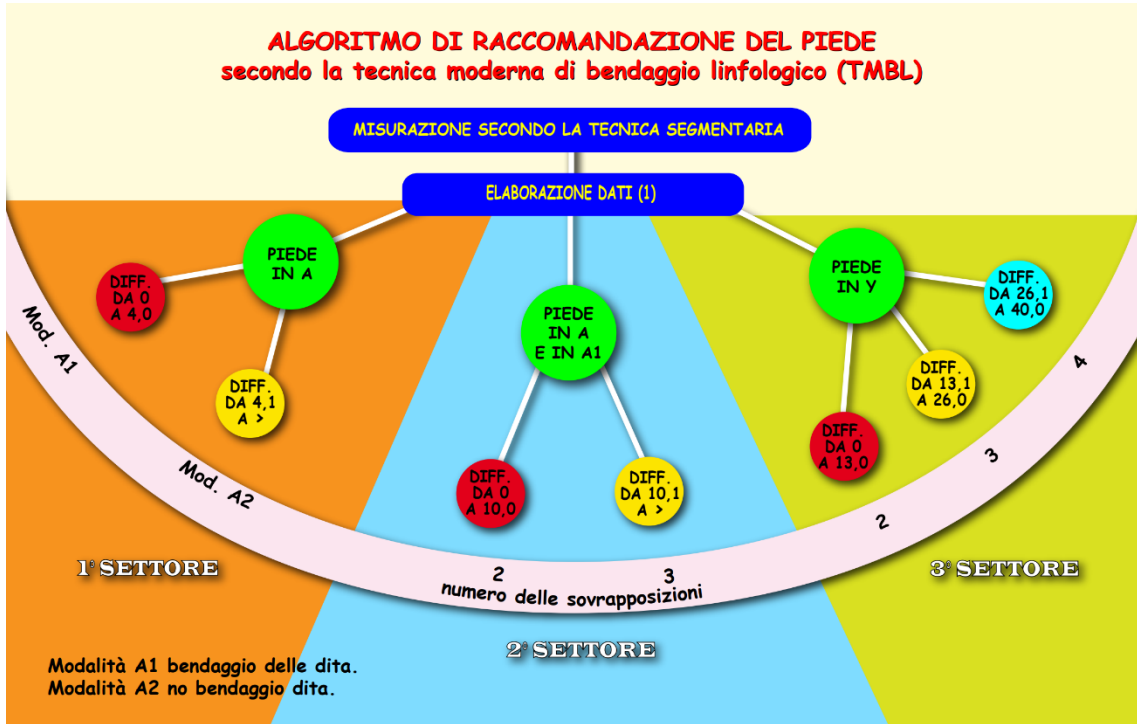 ALGORITMO DI RACCOMANDAZIONE DEL PIEDE
secondo la tecnica moderna di bendaggio linfologico (TMBL)
MISURAZIONE SECONDO LA TECNICA SEGMENTARIA
ELABORAZIONE DATI (1)
PIEDE
IN A
DIFF.
DA 0
A 4,0
DIFF.
DA 4,1
A >
Mod. A1
Mod. A2
1° SETTORE
PIEDE
IN A
E IN A1
DIFF.
DA 0
A 10,0
DIFF.
DA 10,1
A >
2
3
numero delle sovrapposizioni
2° SETTORE
PIEDE
IN Y
DIFF.
DA 0
A 13,0
DIFF.
DA 13,1
A 26,0
DIFF.
DA 26,1
A 40,0
2
3
4
3° SETTORE
Modalità A1 bendaggio delle dita.
Modalità A2 no bendaggio dita.